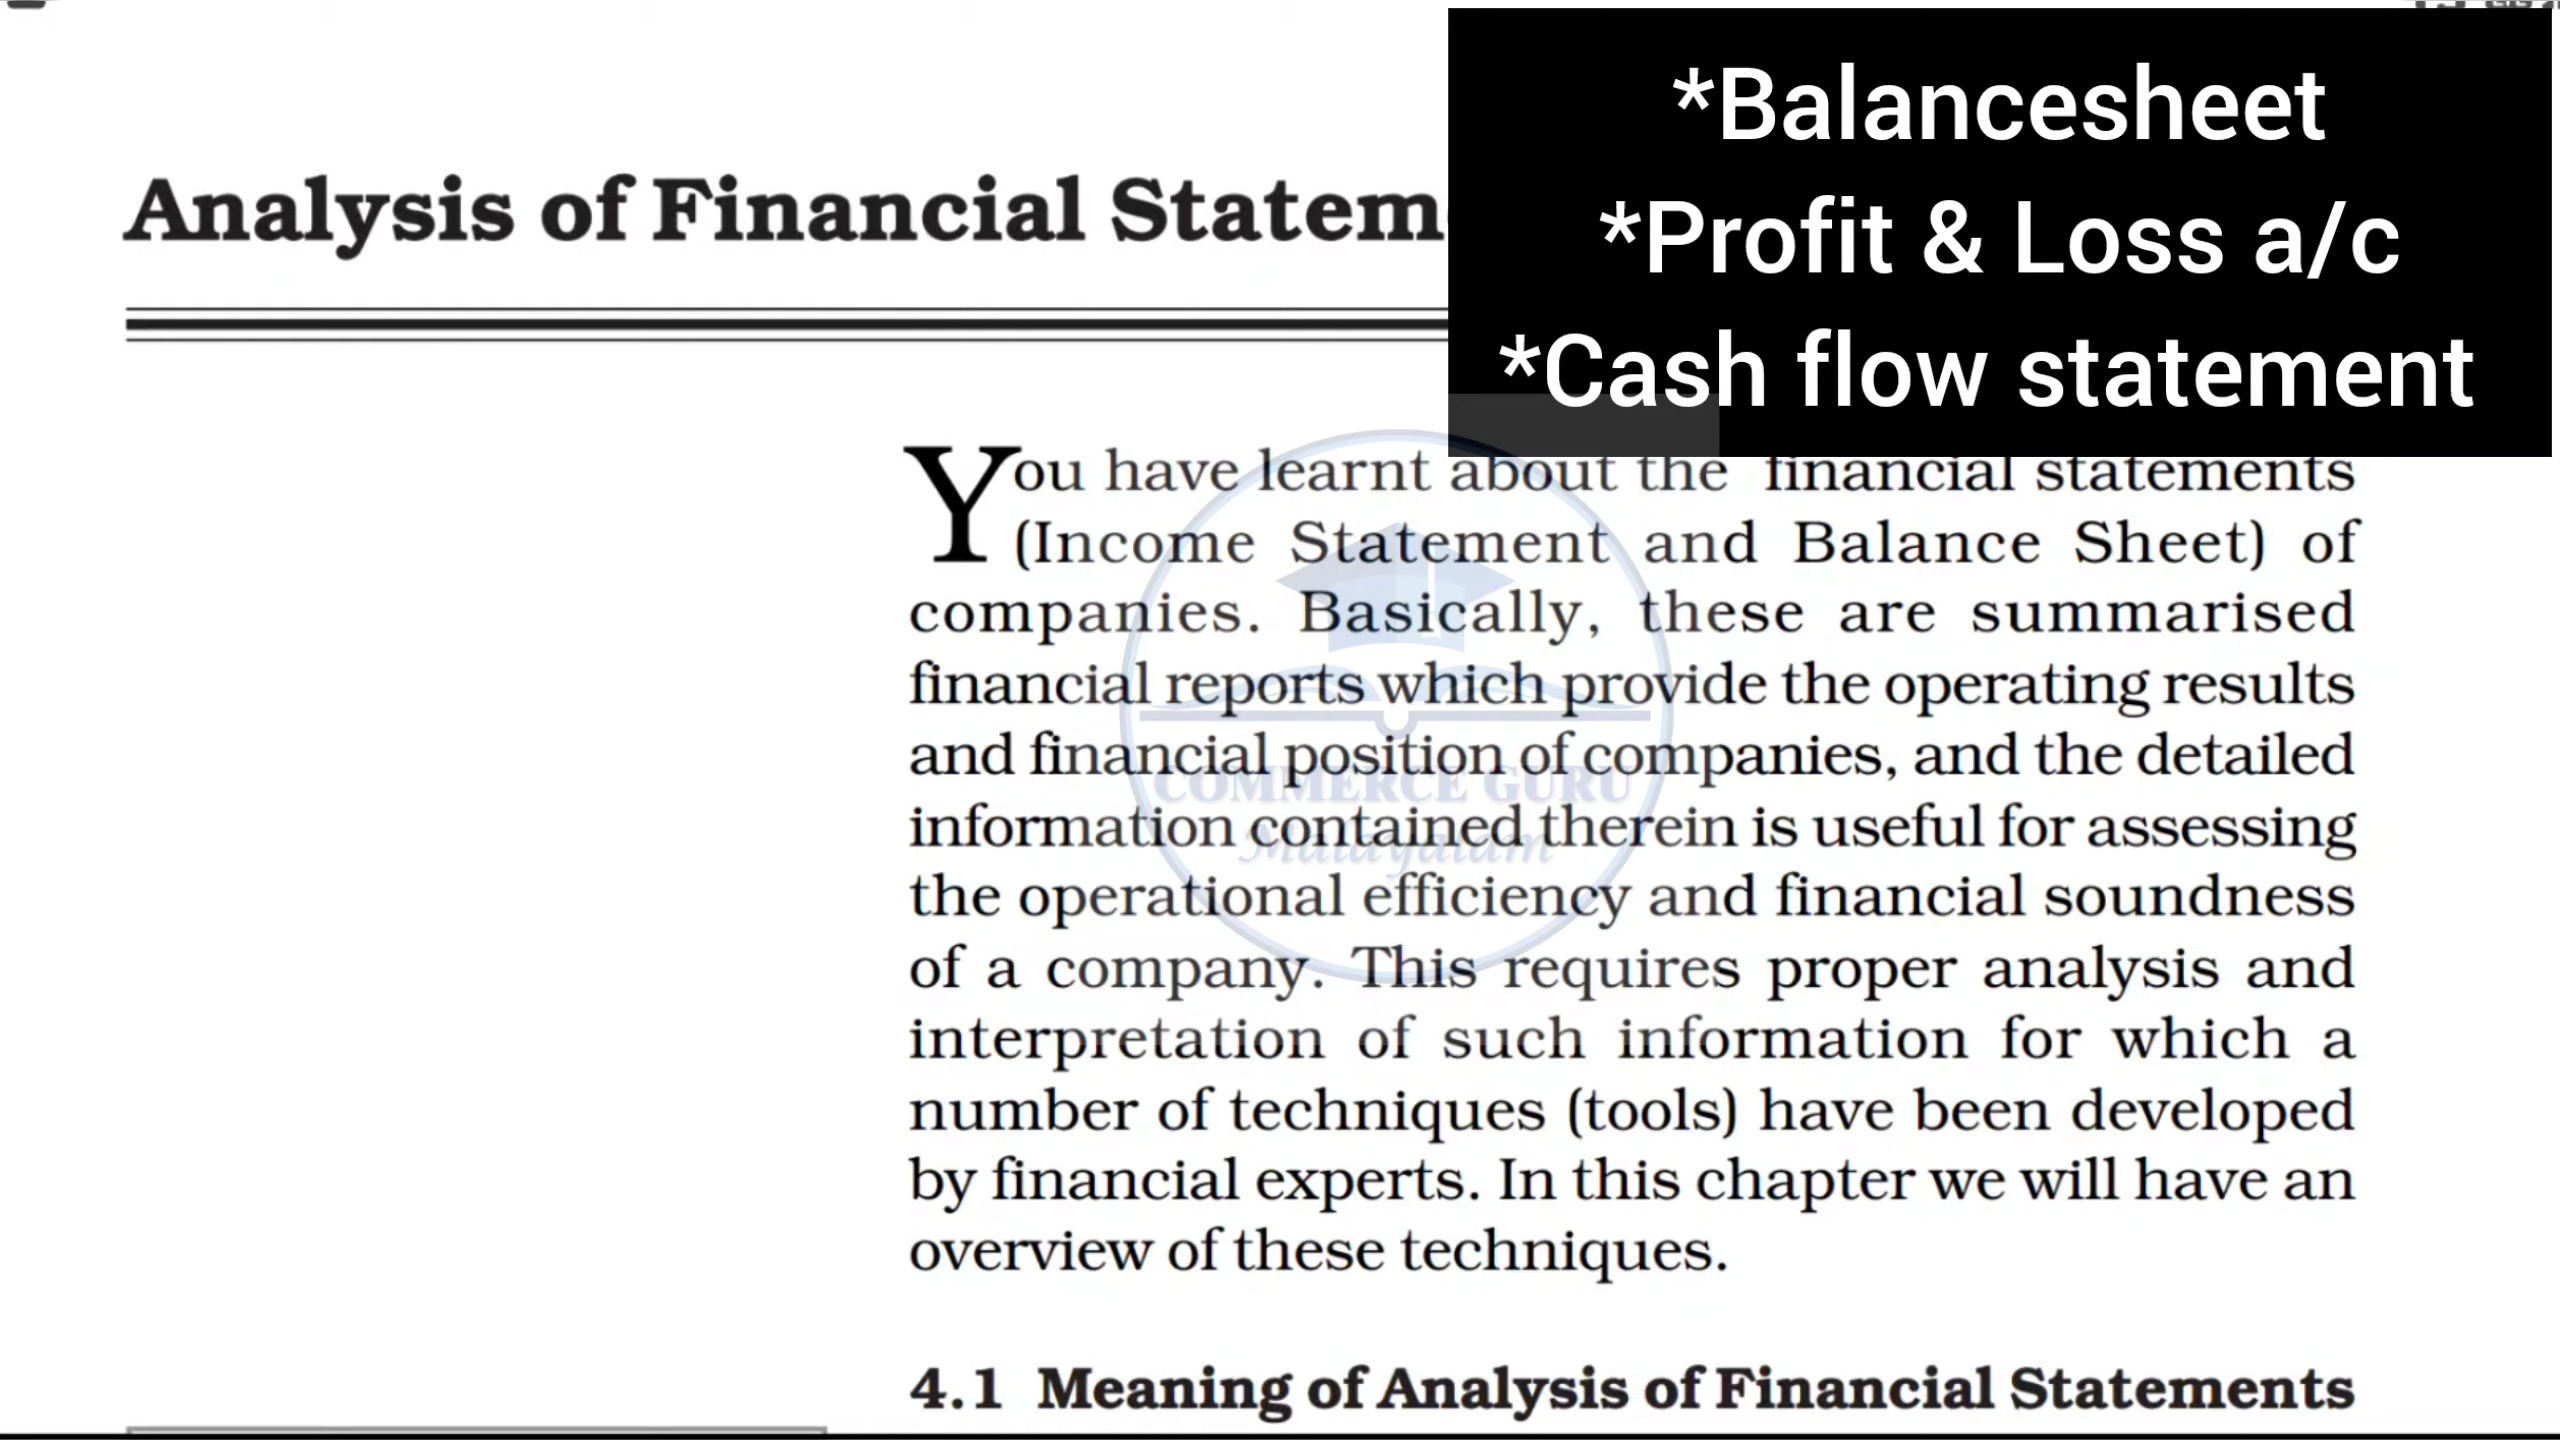 Analysis of Financial Statem
*Balancesheet
*Profit & Loss a/c
*Cash flow statement
You have learnt about the financial statements
(Income Statement and Balance Sheet) of
companies. Basically, these are summarised
financial reports which provide the operating results
and financial position of companies, and the detailed
information contained therein is useful for assessing
the operational efficiency and financial soundness
of a company. This requires proper analysis and
interpretation of such information for which a
number of techniques (tools) have been developed
by financial experts. In this chapter we will have an
overview of these techniques.
COMMERCE GURU
Malayalam
4.1 Meaning of Analysis of Financial Statements